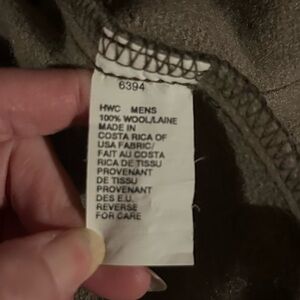 6394
HWC MENS
100% WOOL/LAINE
MADE IN
COSTA RICA OF
USA FABRIC/
FAIT AU COSTA
RICA DE TISSU
PROVENANT
DE TISSU
PROVENANT
DES E.U.
REVERSE
FOR CARE